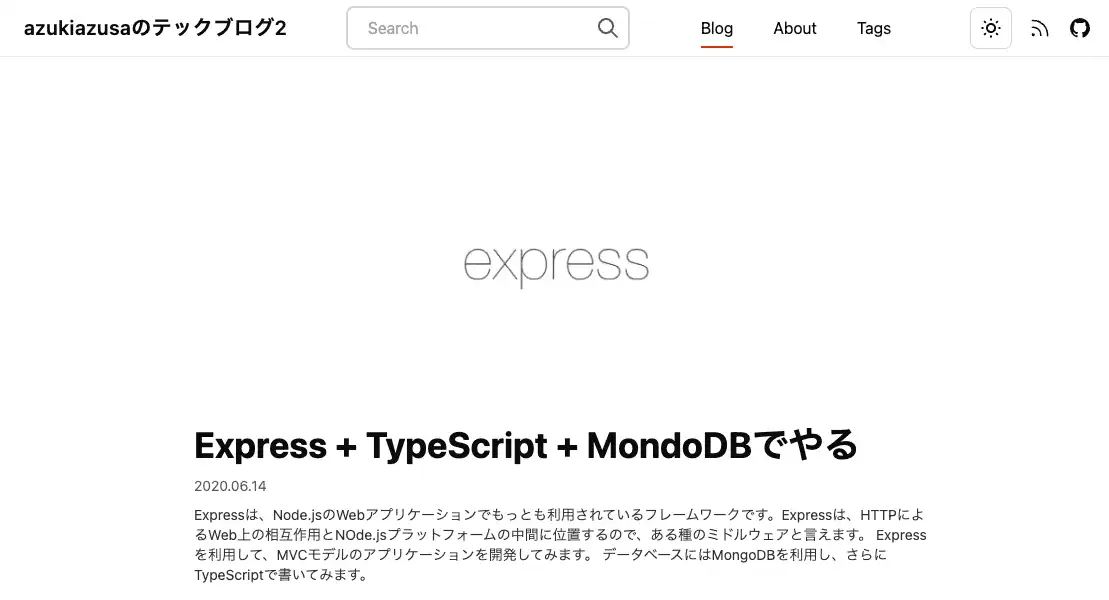 azukiazusaのテックブログ2
Search
Blog
About
Tags
express
Express + TypeScript + MondoDBでやる
2020.06.14
Expressは、Node.jsのWebアプリケーションでもっとも利用されているフレームワークです。Expressは、HTTPによ
るWeb上の相互作用とNOde.jsプラットフォームの中間に位置するので、ある種のミドルウェアと言えます。 Express
を利用して、MVCモデルのアプリケーションを開発してみます。 データベースにはMongoDBを利用し、さらに
TypeScriptで書いてみます。